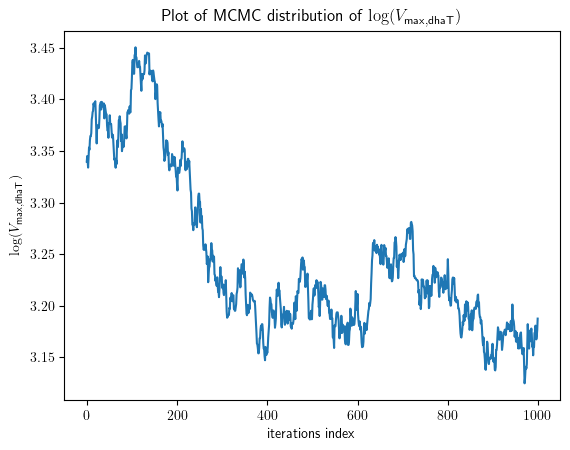 Plot of MCMC distribution of log(V_max,dhaT)
log(V_max,dhaT)
3.45
3.40
3.35
3.30
3.25
3.20
3.15
0 200 400 600 800 1000
iterations index